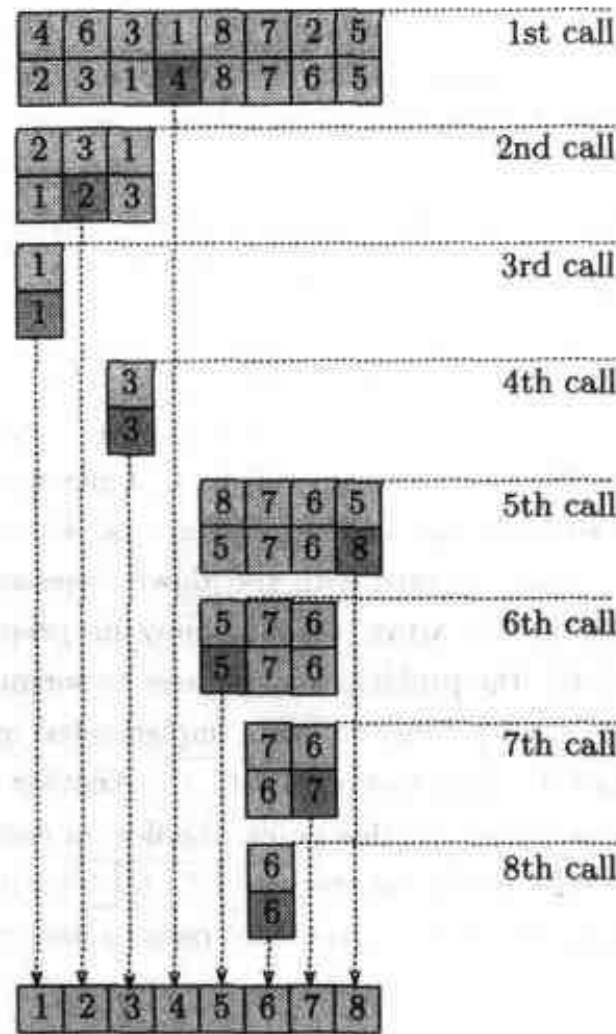 4 6 3 1 8 7 2 5 1st call
2 3 1 4 8 7 6 5
2 3 1 2nd call
1 2 3
1 3rd call
1
3 4th call
3
8 7 6 5 5th call
5 7 6 8
5 7 6 6th call
5 7 6
7 6 7th call
6 7
6 8th call
6
1 2 3 4 5 6 7 8